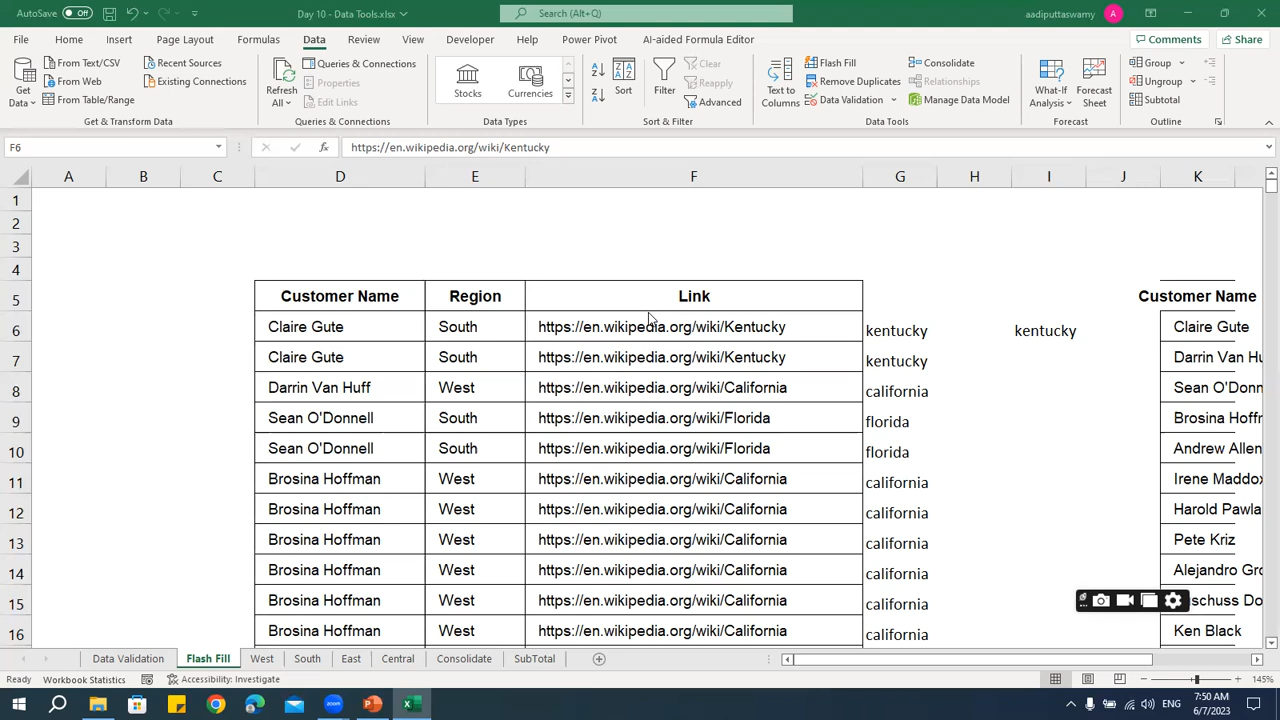 AutoSave Off Day 10 - Data Tools.xlsx Search (Alt+Q) aadiputtaswamy A
File Home Insert Page Layout Formulas Data Review View Developer Help Power Pivot AI-aided Formula Editor Comments Share
Get Data From Text/CSV Recent Sources
From Web Existing Connections
From Table/Range
Get & Transform Data
Refresh All Queries & Connections
Properties
Edit Links
Queries & Connections
Stocks Currencies
Data Types
Sort Filter Clear
Reapply
Advanced
Sort & Filter
Text to Columns Flash Fill Consolidate
Remove Duplicates Relationships
Data Validation Manage Data Model
Data Tools
What-If Analysis Forecast Sheet
Forecast
Group
Ungroup
Subtotal
Outline
F6 fx https://en.wikipedia.org/wiki/Kentucky
A B C D E F G H I J K
1
2
3
4
5 Customer Name Region Link Customer Name
6 Claire Gute South https://en.wikipedia.org/wiki/Kentucky kentucky kentucky Claire Gute
7 Claire Gute South https://en.wikipedia.org/wiki/Kentucky kentucky Darrin Van Hu
8 Darrin Van Huff West https://en.wikipedia.org/wiki/California california Sean O'Donn
9 Sean O'Donnell South https://en.wikipedia.org/wiki/Florida florida Brosina Hoffr
10 Sean O'Donnell South https://en.wikipedia.org/wiki/Florida florida Andrew Allen
11 Brosina Hoffman West https://en.wikipedia.org/wiki/California california Irene Maddox
12 Brosina Hoffman West https://en.wikipedia.org/wiki/California california Harold Pawla
13 Brosina Hoffman West https://en.wikipedia.org/wiki/California california Pete Kriz
14 Brosina Hoffman West https://en.wikipedia.org/wiki/California california Alejandro Gro
15 Brosina Hoffman West https://en.wikipedia.org/wiki/California california schuss Do
16 Brosina Hoffman West https://en.wikipedia.org/wiki/California california Ken Black
Data Validation Flash Fill West South East Central Consolidate SubTotal
Ready Workbook Statistics Accessibility: Investigate 145%
ENG 7:50 AM
6/7/2023